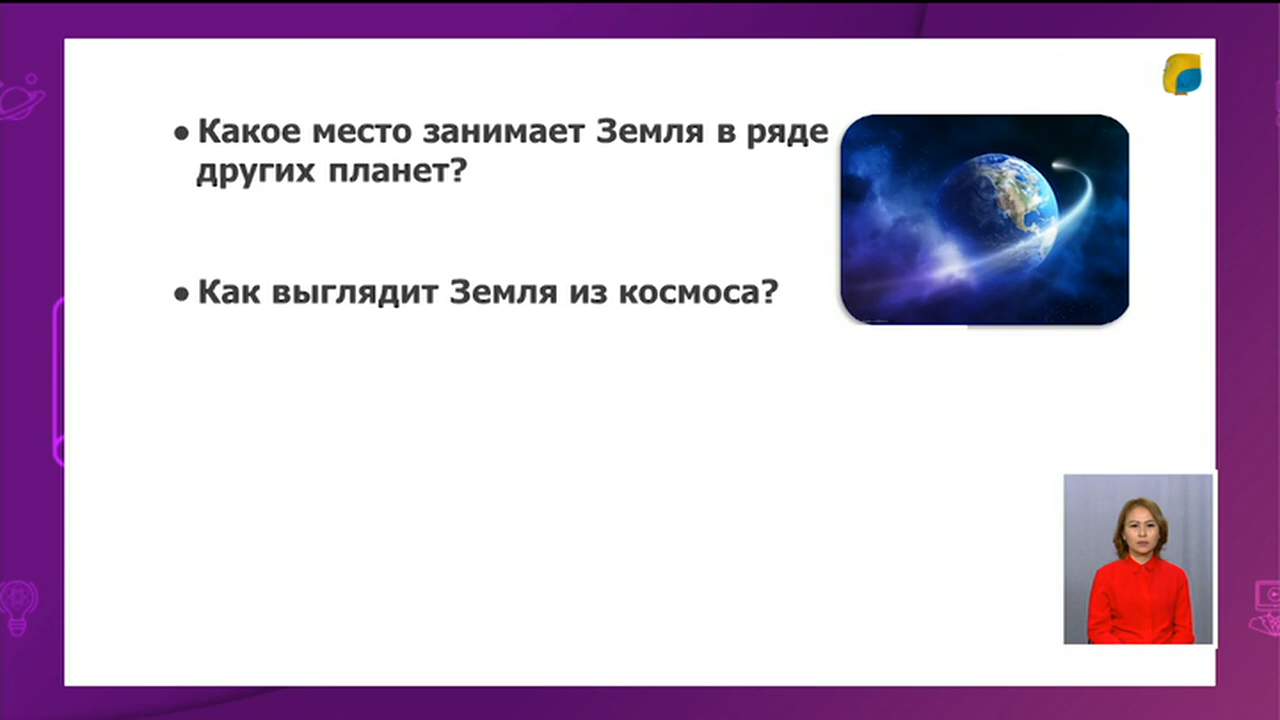 • Какое место занимает Земля в ряде
других планет?
• Как выглядит Земля из космоса?